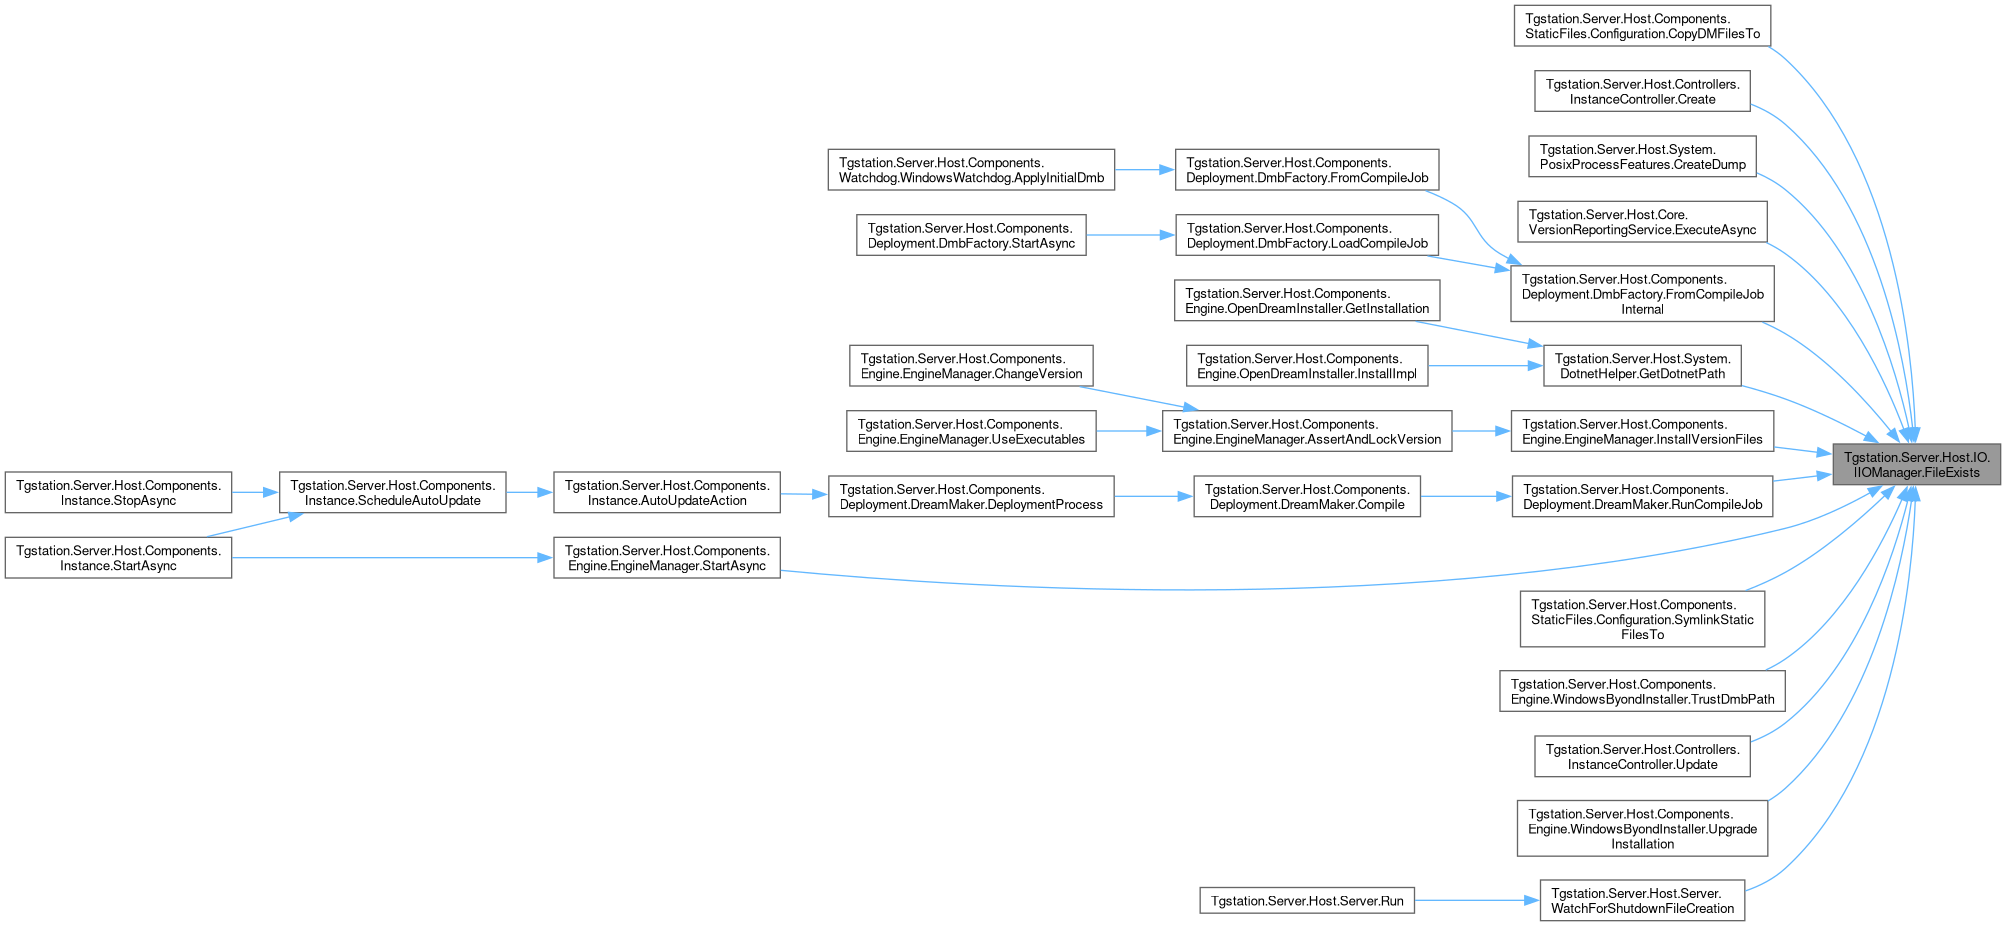 Tgstation.Server.Host.Components.
StaticFiles.Configuration.CopyDMFilesTo
Tgstation.Server.Host.Controllers.
InstanceController.Create
Tgstation.Server.Host.System.
PosixProcessFeatures.CreateDump
Tgstation.Server.Host.Components.
Watchdog.WindowsWatchdog.ApplyInitialDmb
Tgstation.Server.Host.Components.
Deployment.DmbFactory.FromCompileJob
Tgstation.Server.Host.Core.
VersionReportingService.ExecuteAsync
Tgstation.Server.Host.Components.
Deployment.DmbFactory.StartAsync
Tgstation.Server.Host.Components.
Deployment.DmbFactory.LoadCompileJob
Tgstation.Server.Host.Components.
Deployment.DmbFactory.FromCompileJob
Internal
Tgstation.Server.Host.Components.
Engine.OpenDreamInstaller.GetInstallation
Tgstation.Server.Host.Components.
Engine.EngineManager.ChangeVersion
Tgstation.Server.Host.Components.
Engine.OpenDreamInstaller.InstallImpl
Tgstation.Server.Host.System.
DotnetHelper.GetDotnetPath
Tgstation.Server.Host.Components.
Engine.EngineManager.UseExecutables
Tgstation.Server.Host.Components.
Engine.EngineManager.AssertAndLockVersion
Tgstation.Server.Host.Components.
Engine.EngineManager.InstallVersionFiles
Tgstation.Server.Host.IO.
IIOManager.FileExists
Tgstation.Server.Host.Components.
Instance.StopAsync
Tgstation.Server.Host.Components.
Instance.ScheduleAutoUpdate
Tgstation.Server.Host.Components.
Instance.AutoUpdateAction
Tgstation.Server.Host.Components.
Deployment.DreamMaker.DeploymentProcess
Tgstation.Server.Host.Components.
Deployment.DreamMaker.Compile
Tgstation.Server.Host.Components.
Deployment.DreamMaker.RunCompileJob
Tgstation.Server.Host.Components.
Instance.StartAsync
Tgstation.Server.Host.Components.
Engine.EngineManager.StartAsync
Tgstation.Server.Host.Components.
StaticFiles.Configuration.SymlinkStatic
FilesTo
Tgstation.Server.Host.Components.
Engine.WindowsByondInstaller.TrustDmbPath
Tgstation.Server.Host.Controllers.
InstanceController.Update
Tgstation.Server.Host.Components.
Engine.WindowsByondInstaller.Upgrade
Installation
Tgstation.Server.Host.Server.Run
Tgstation.Server.Host.Server.
WatchForShutdownFileCreation